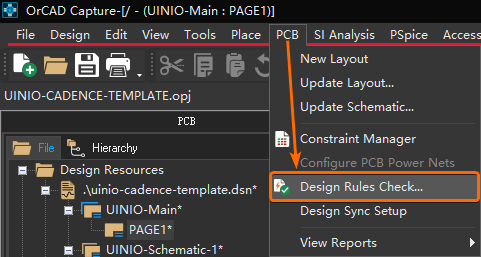 OrCAD Capture-[/ - (UINIO-Main : PAGE1)]
File Design Edit View Tools Place PCB SI Analysis PSpice Access
New Layout
Update Layout...
Update Schematic...
UINIO-CADENCE-TEMPLATE.opj
PCB
Constraint Manager
File Hierarchy
Configure PCB Power Nets
Design Resources
Design Rules Check...
.\uinio-cadence-template.dsn*
UINIO-Main*
Design Sync Setup
PAGE1*
View Reports
UINIO-Schematic-1*